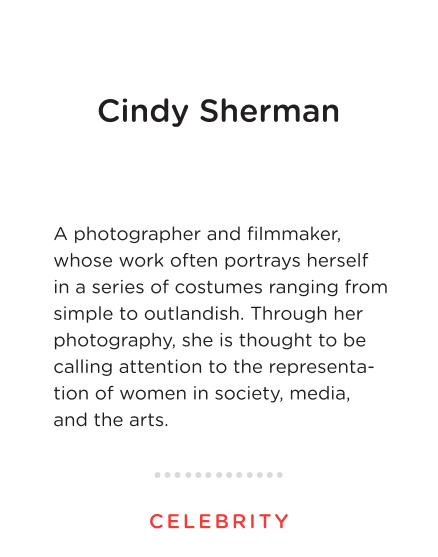 Cindy Sherman
A photographer and filmmaker,
whose work often portrays herself
in a series of costumes ranging from
simple to outlandish. Through her
photography, she is thought to be
calling attention to the representa-
tion of women in society, media,
and the arts.
CELEBRITY